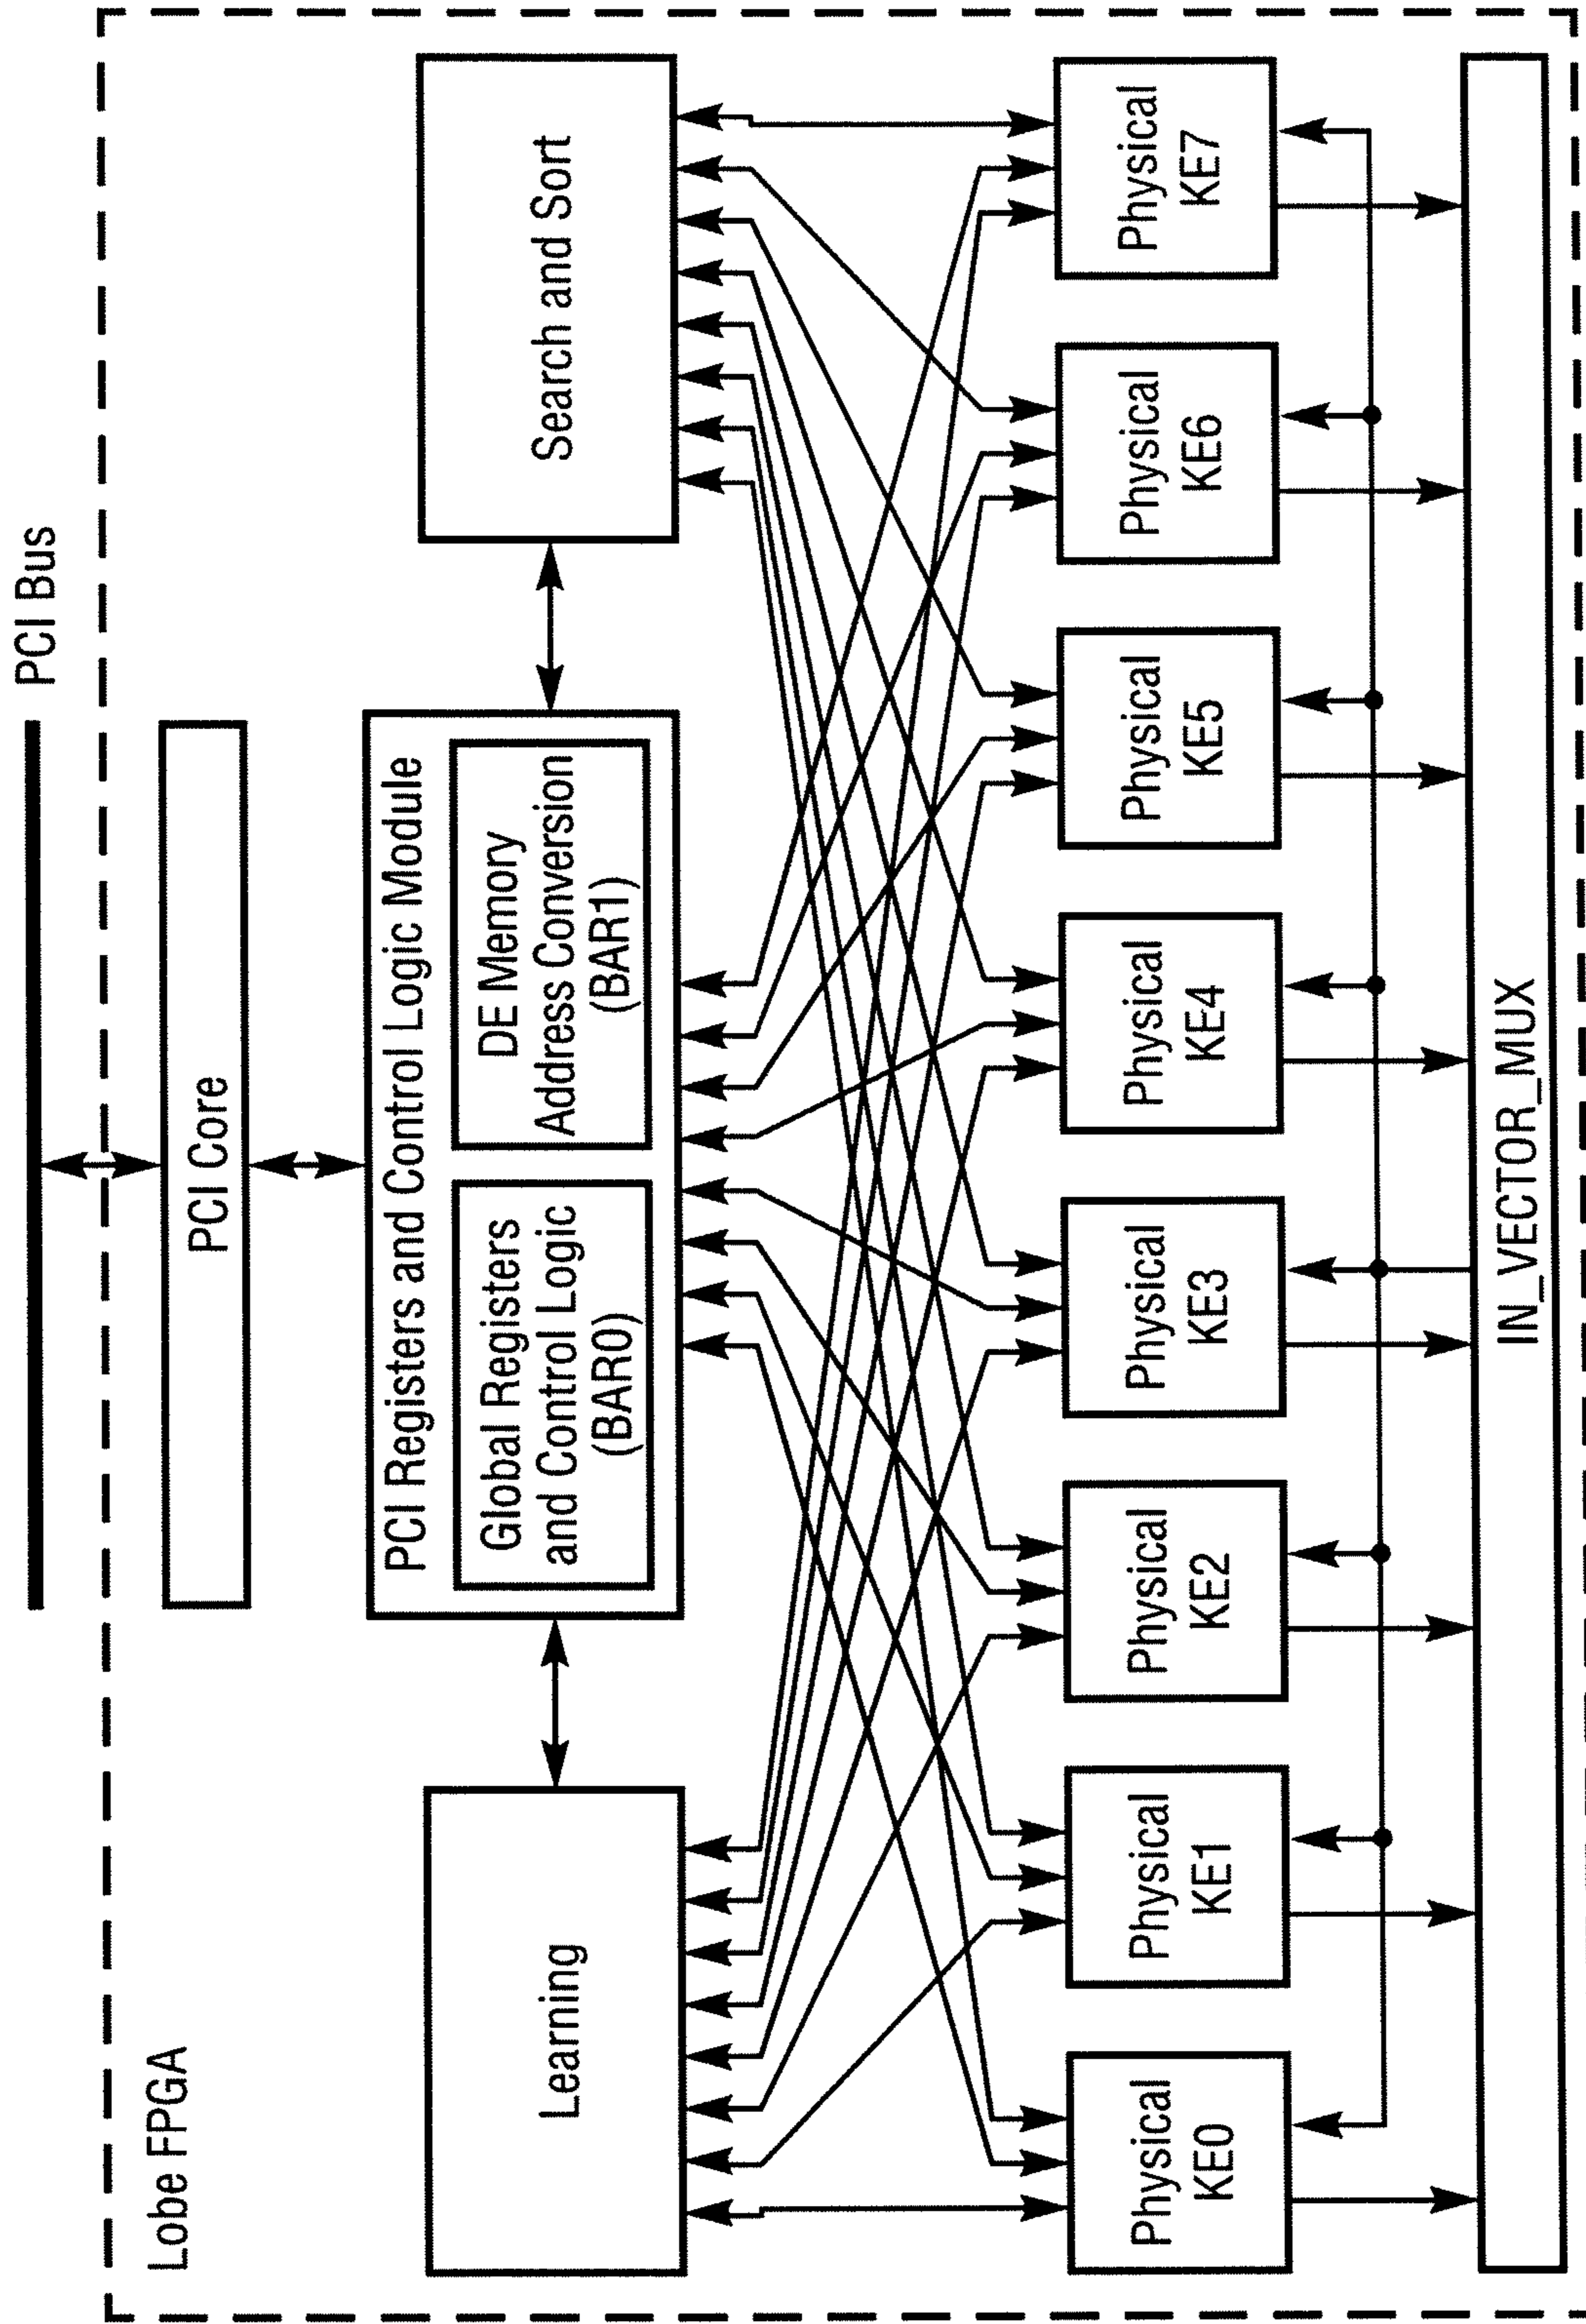 PCI Bus
Lobe FPGA
PCI Core
PCI Registers and Control Logic Module
Global Registers
and Control Logic
(BAR0)
DE Memory
Address Conversion
(BAR1)
Learning
Search and Sort
Physical
KE0
Physical
KE1
Physical
KE2
Physical
KE3
Physical
KE4
Physical
KE5
Physical
KE6
Physical
KE7
IN_VECTOR_MUX